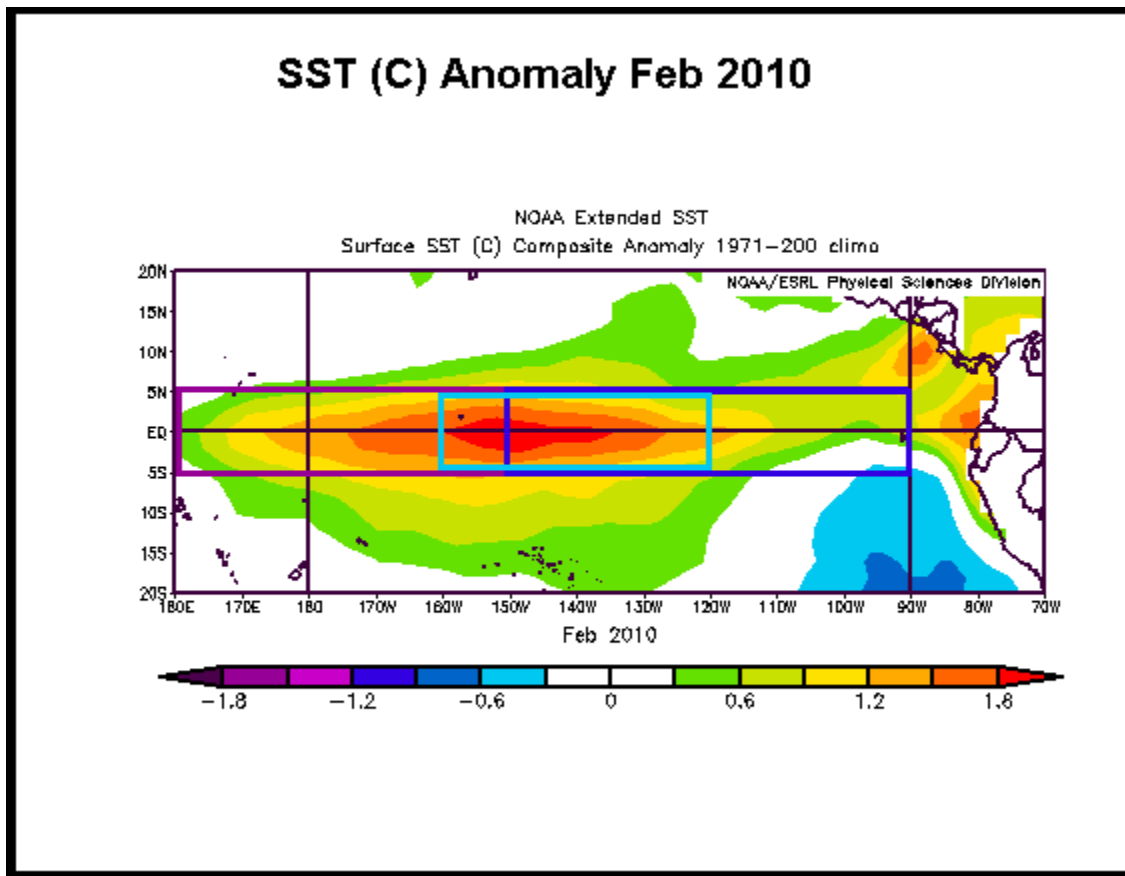 SST (C) Anomaly Feb 2010
NOAA Extended SST
Surface SST (C) Composite Anomaly 1971-200 climo
NOAA/ESRL Physical Sciences Division
20N
15N
10N
5N
EQ
5S
10S
15S
20S
160E 170E 180 170W 160W 150W 140W 130W 120W 110W 100W 90W 80W 70W
Feb 2010
-1.8 -1.2 -0.6 0 0.6 1.2 1.8